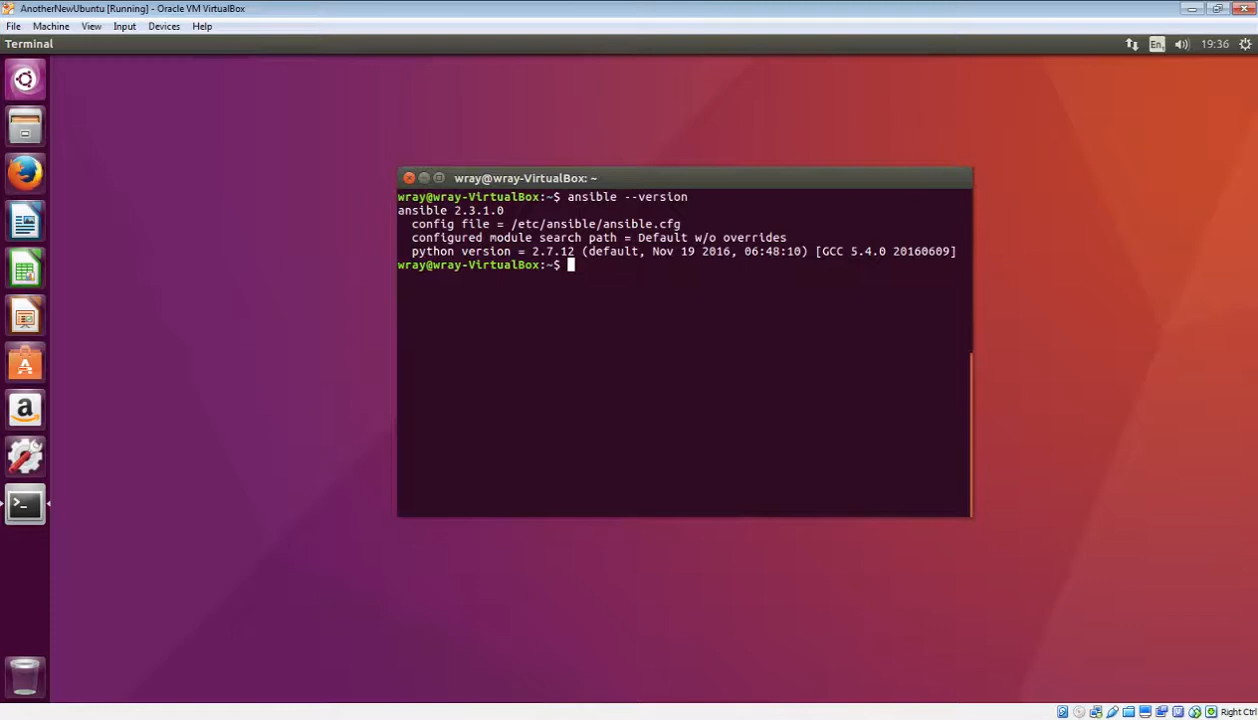 AnotherNewUbuntu [Running] - Oracle VM VirtualBox
File Machine View Input Devices Help
Terminal En 19:36
wray@wray-VirtualBox: ~
wray@wray-VirtualBox:~$ ansible --version
ansible 2.3.1.0
config file = /etc/ansible/ansible.cfg
configured module search path = Default w/o overrides
python version = 2.7.12 (default, Nov 19 2016, 06:48:10) [GCC 5.4.0 20160609]
wray@wray-VirtualBox:~$
Right Ctrl